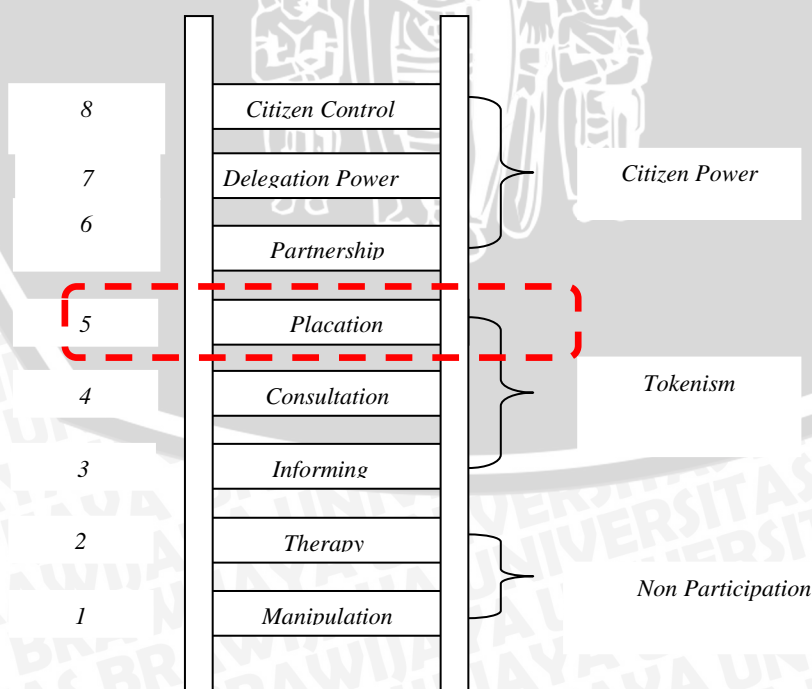 8 Citizen Control
7 Delegation Power
Citizen Power
6 Partnership
5 Placation
4 Consultation
Tokenism
3 Informing
2 Therapy
1 Manipulation
Non Participation